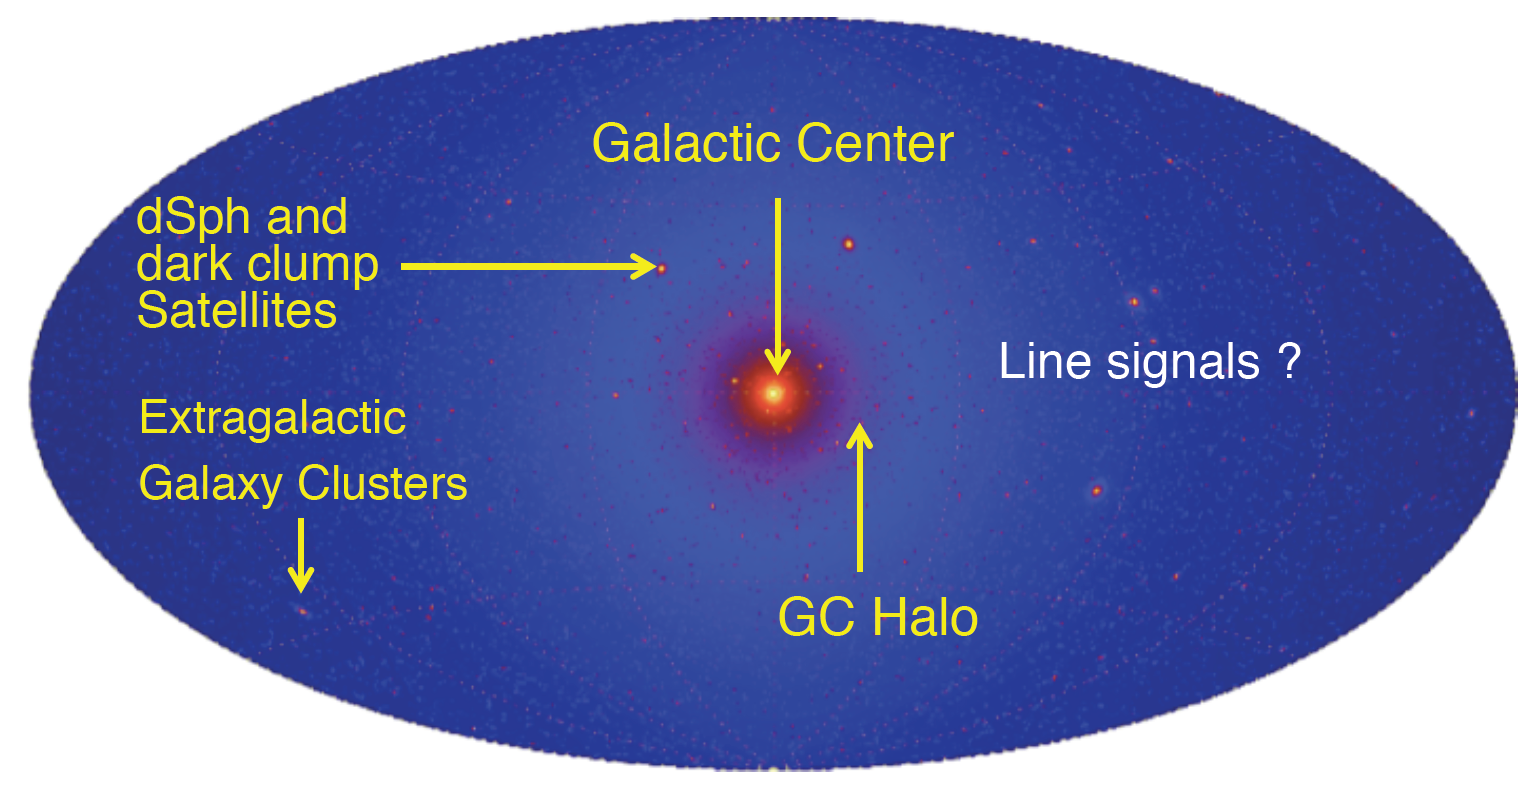 Galactic Center
dSph and
dark clump
Satellites
Line signals ?
Extragalactic
Galaxy Clusters
GC Halo